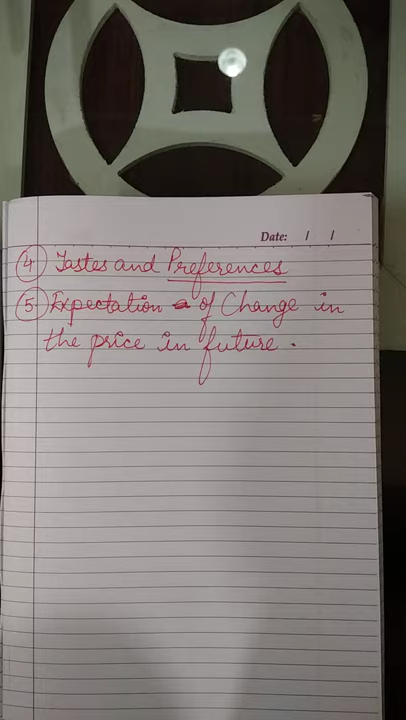 Date: / /
④ Tastes and Preferences
⑤ Expectation of Change in
the price in future.